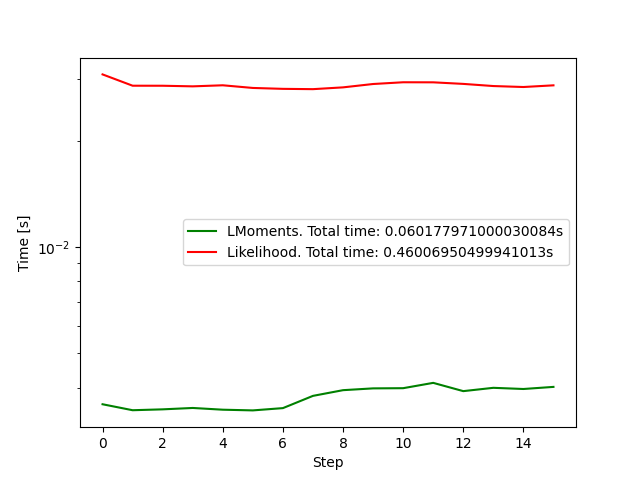 Time [s]
10⁻²
LMoments. Total time: 0.060177971000030084s
Likelihood. Total time: 0.46006950499941013s
0 2 4 6 8 10 12 14
Step